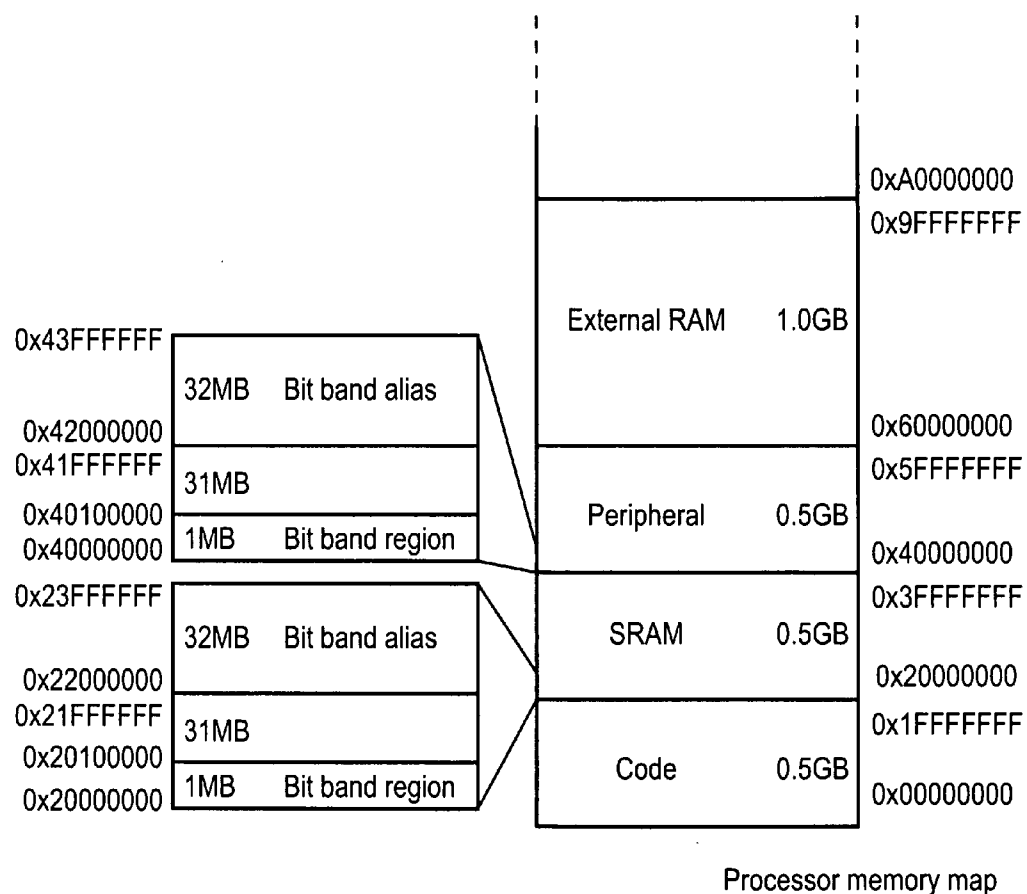 0xA0000000
0x9FFFFFFF
External RAM 1.0GB
0x60000000
0x5FFFFFFF
Peripheral 0.5GB
0x40000000
0x3FFFFFFF
SRAM 0.5GB
0x20000000
0x1FFFFFFF
Code 0.5GB
0x00000000
0x43FFFFFF
32MB Bit band alias
0x42000000
0x41FFFFFF
31MB
0x40100000
0x40000000
1MB Bit band region
0x23FFFFFF
32MB Bit band alias
0x22000000
0x21FFFFFF
31MB
0x20100000
0x20000000
1MB Bit band region
Processor memory map